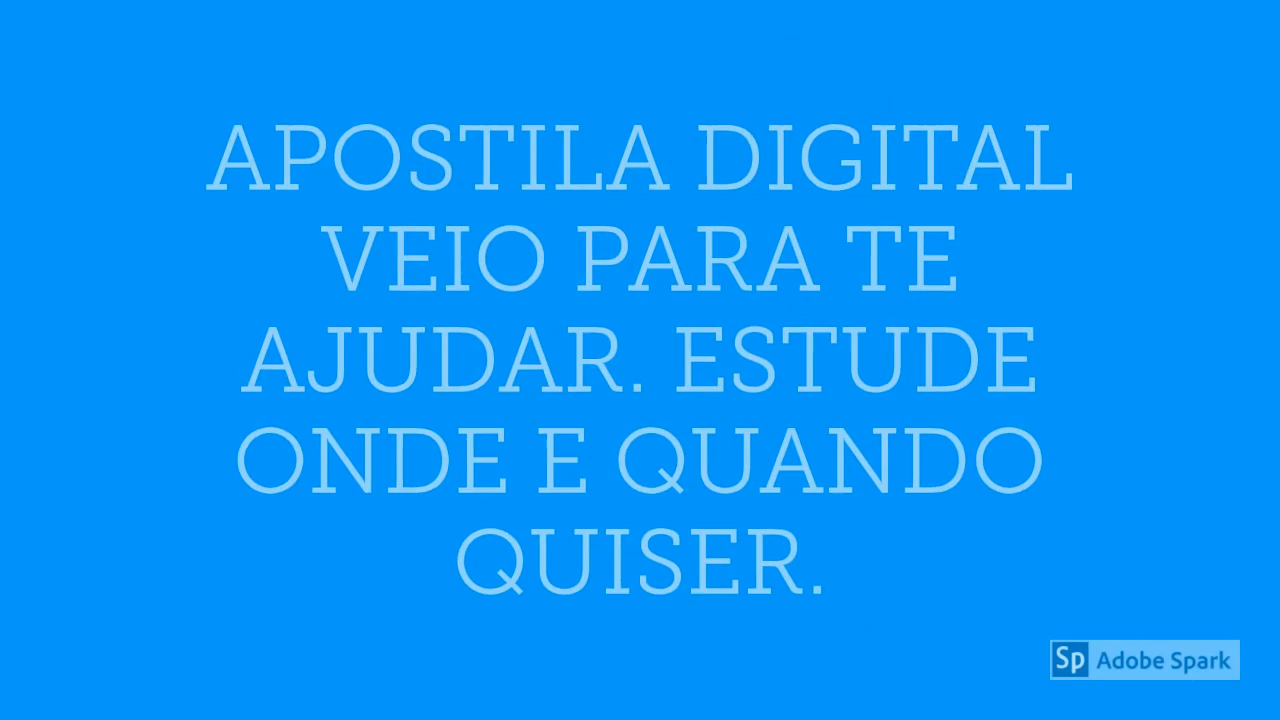 APOSTILA DIGITAL
VEIO PARA TE
AJUDAR. ESTUDE
ONDE E QUANDO
QUISER.
Sp Adobe Spark